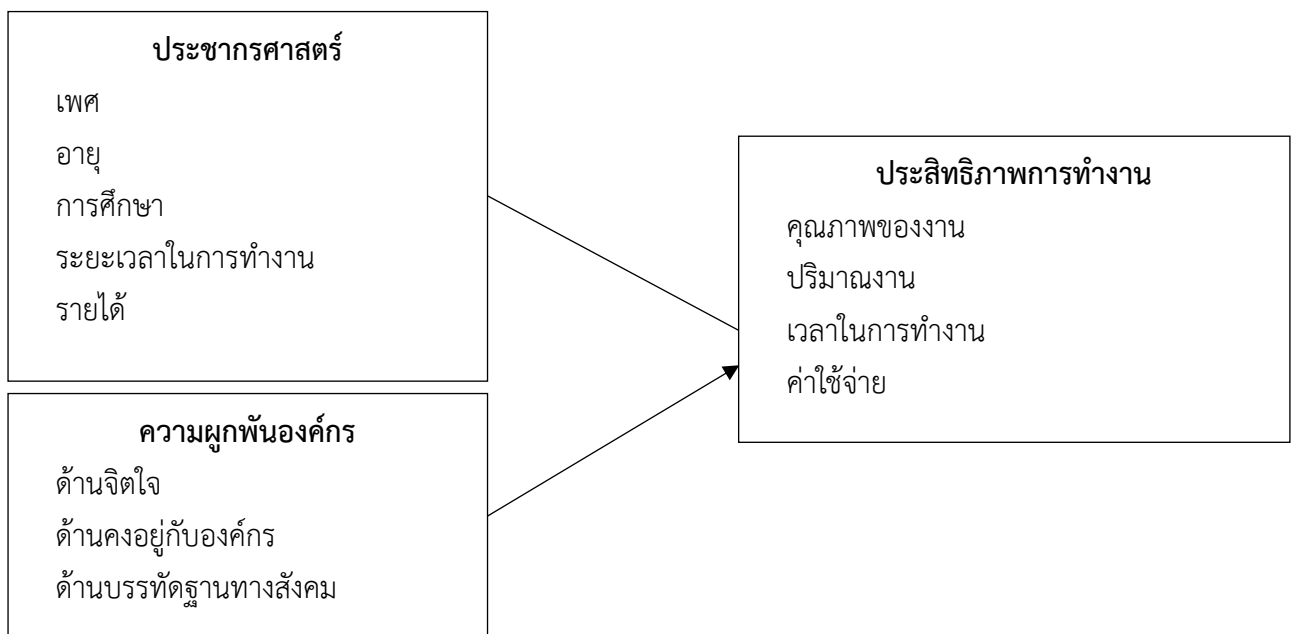 ประชากรศาสตร์
เพศ
อายุ
การศึกษา
ระยะเวลาในการทำงาน
รายได้
ความผูกพันองค์กร
ด้านจิตใจ
ด้านคงอยู่กับองค์กร
ด้านบรรทัดฐานทางสังคม
ประสิทธิภาพการทำงาน
คุณภาพของงาน
ปริมาณงาน
เวลาในการทำงาน
ค่าใช้จ่าย